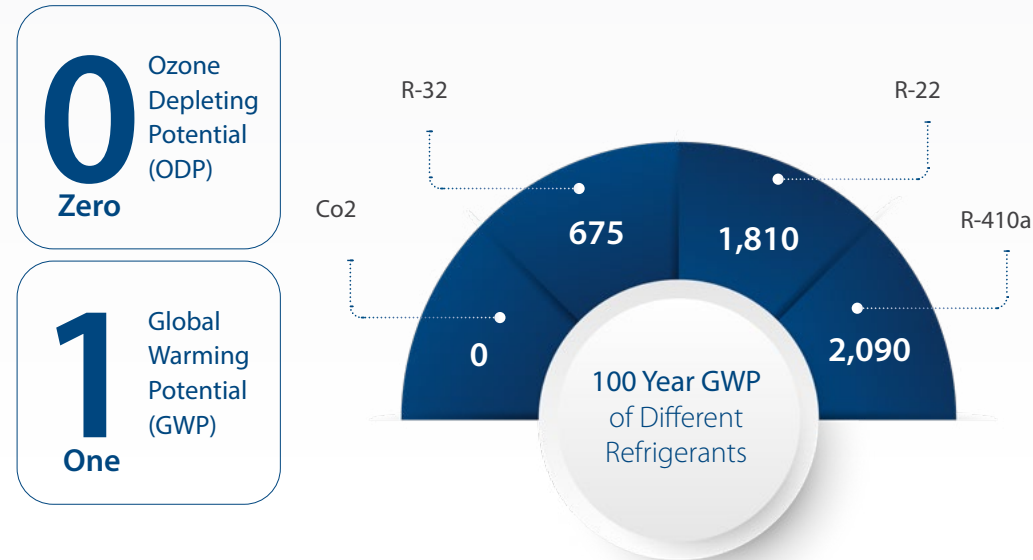 0
Zero
Ozone
Depleting
Potential
(ODP)
1
One
Global
Warming
Potential
(GWP)
R-32
R-22
Co2
R-410a
675
1,810
0
2,090
100 Year GWP
of Different
Refrigerants